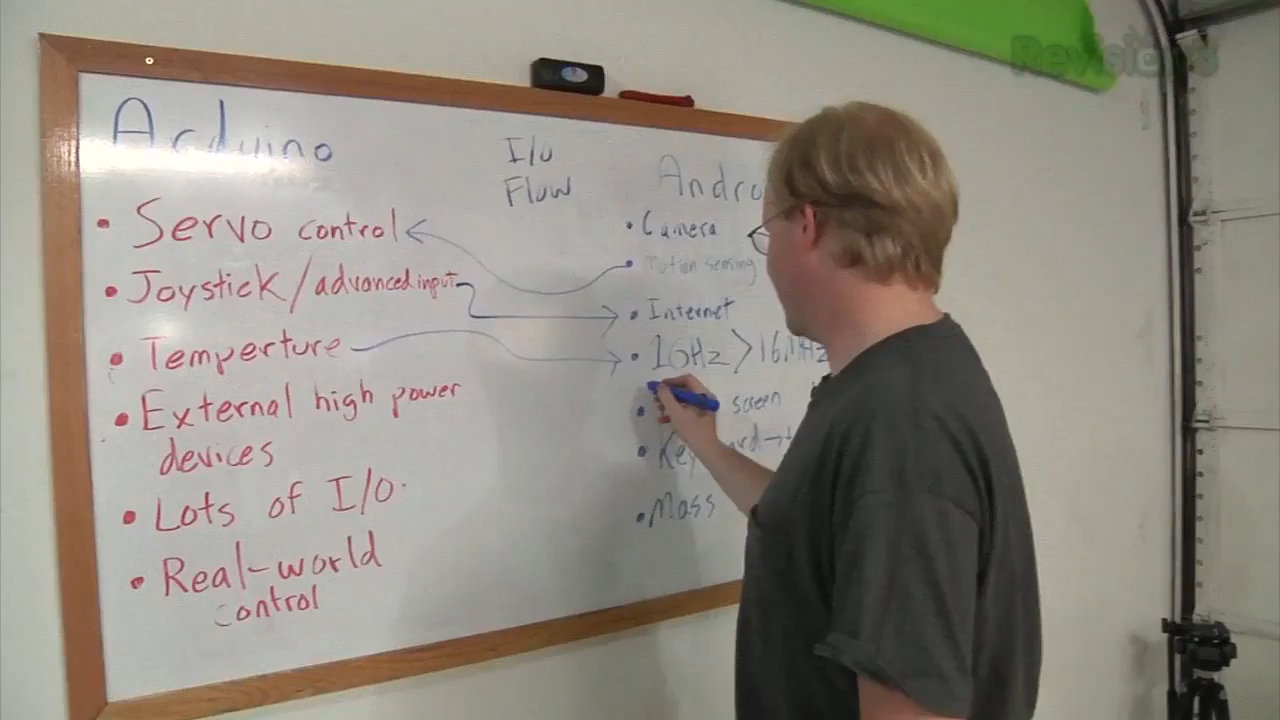 Revision3
Arduino
I/O
Flow
Andro
• Servo control
• Joystick/advanced input
• Temperture
• External high power
devices
• Lots of I/O
• Real-world
control
• Camera
• Motion sensing
• Internet
• 1GHz > 16MHz
• screen
•
• Mass